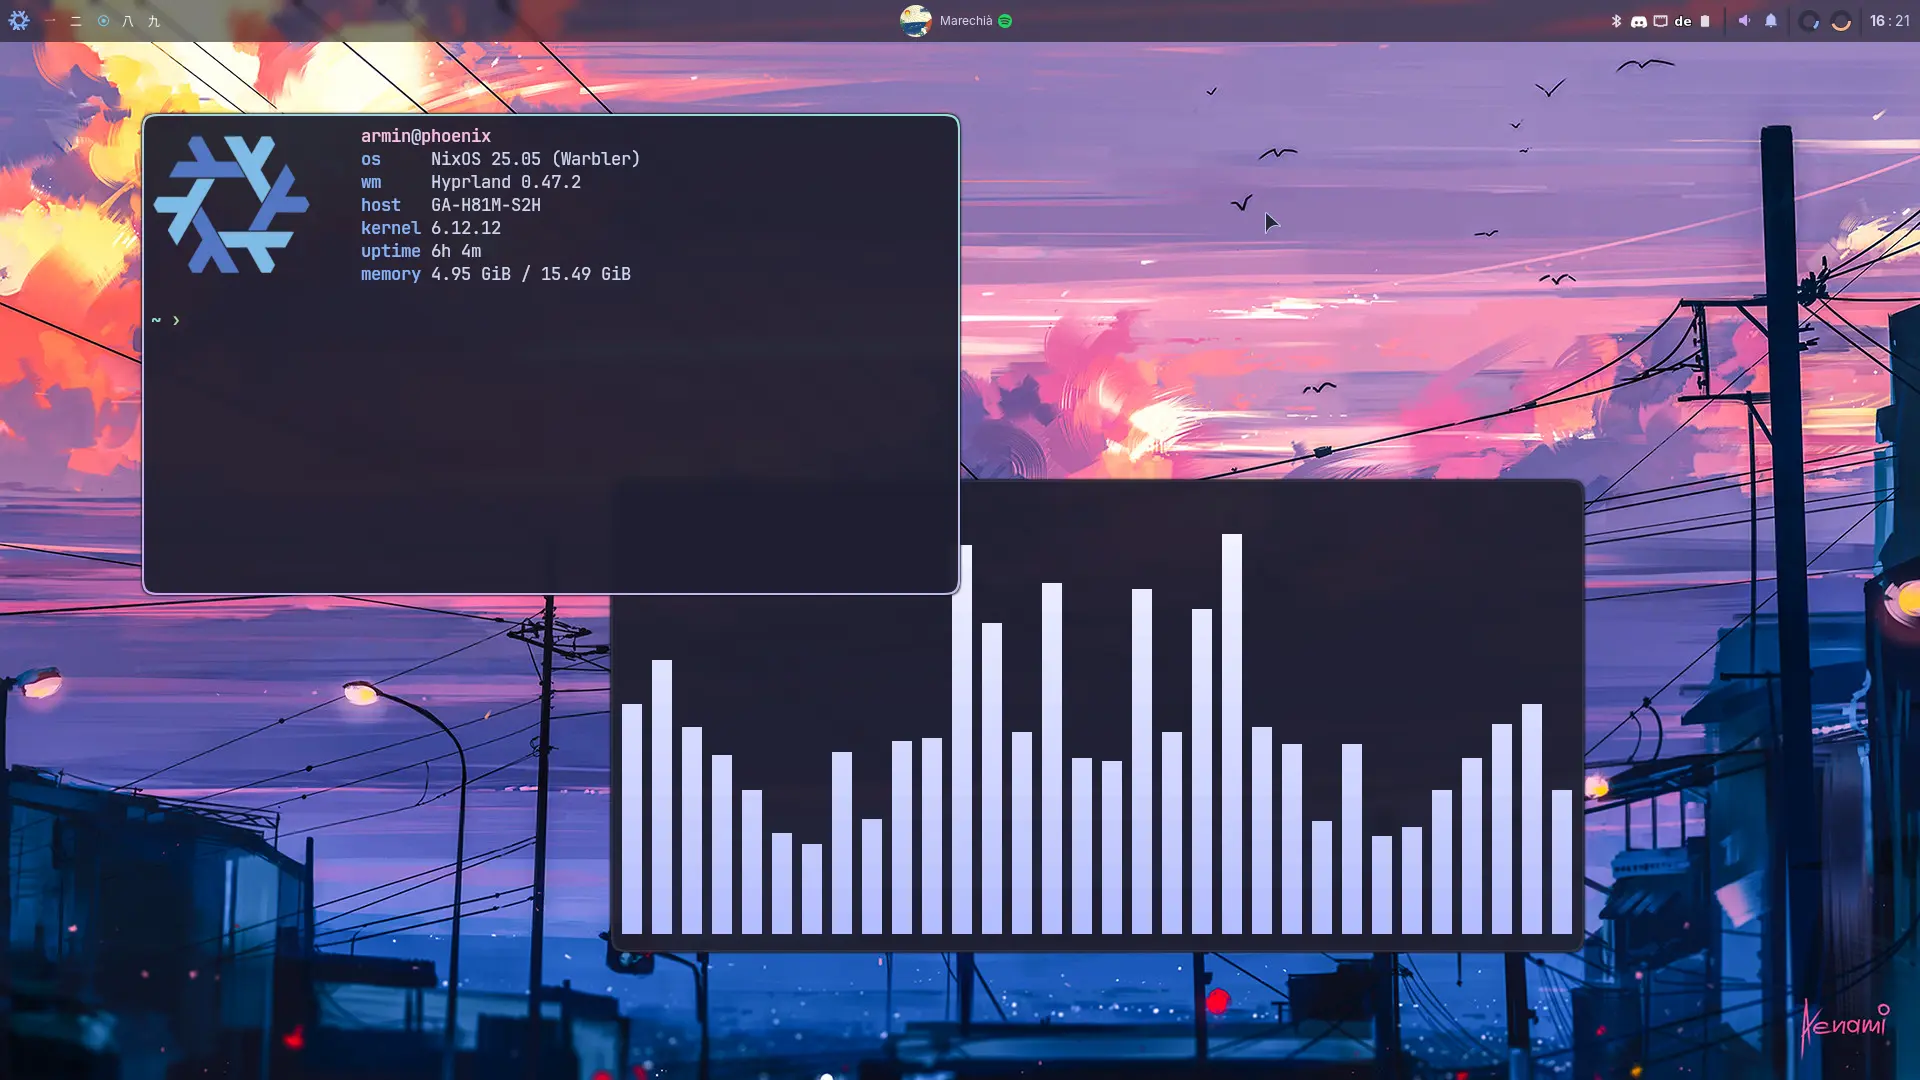 一 二 八 九
Marechià
de
16 : 21
armin@phoenix
os NixOS 25.05 (Warbler)
wm Hyprland 0.47.2
host GA-H81M-S2H
kernel 6.12.12
uptime 6h 4m
memory 4.95 GiB / 15.49 GiB
~ ›
Aenami